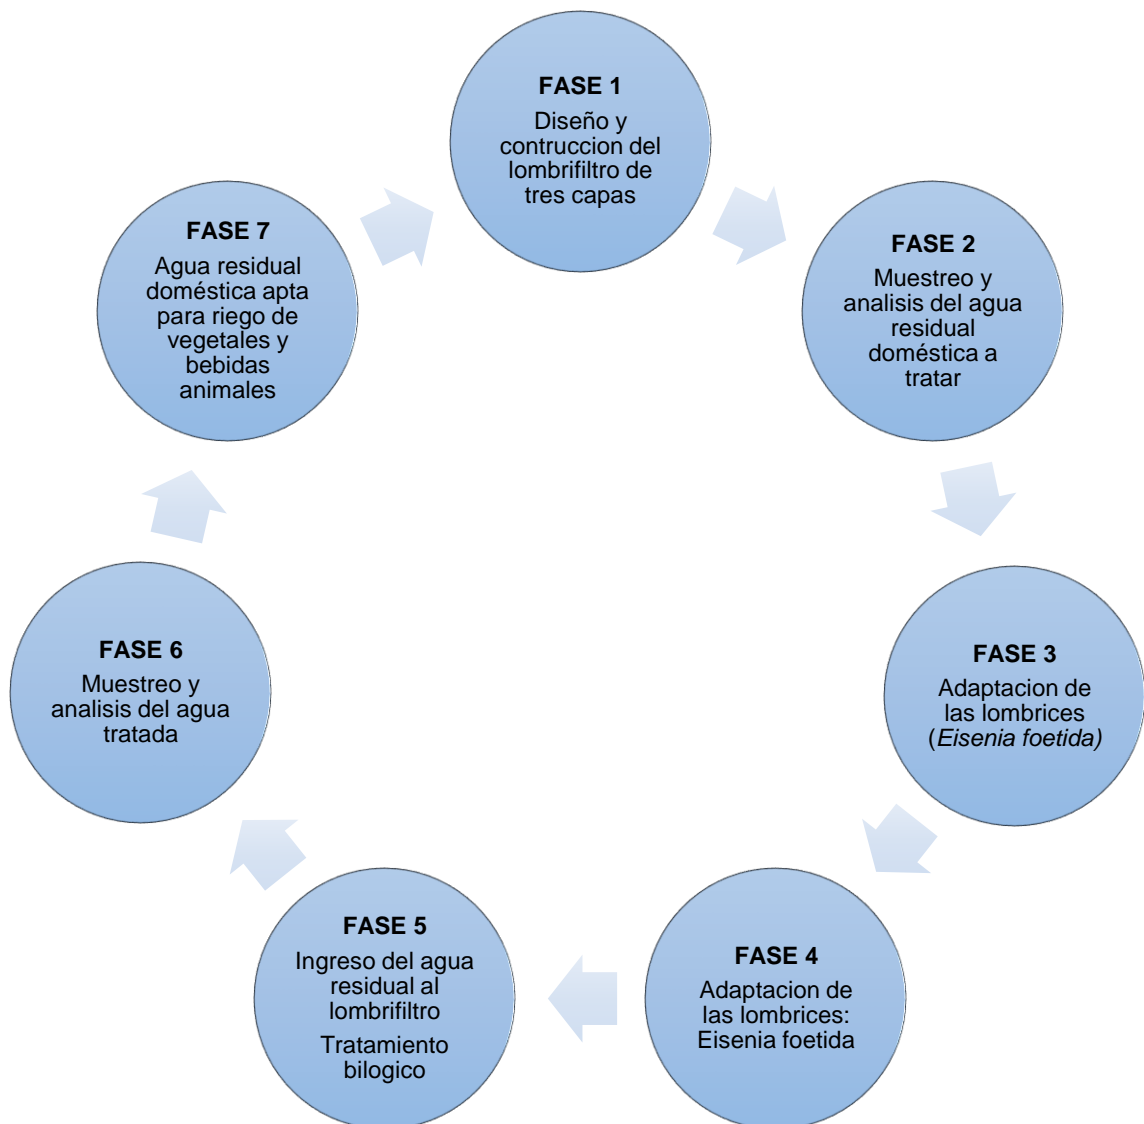 FASE 1
Diseño y
contruccion del
lombrifiltro de
tres capas
FASE 2
Muestreo y
analisis del agua
residual
doméstica a
tratar
FASE 3
Adaptacion de
las lombrices
(Eisenia foetida)
FASE 4
Adaptacion de
las lombrices:
Eisenia foetida
FASE 5
Ingreso del agua
residual al
lombrifiltro
Tratamiento
bilogico
FASE 6
Muestreo y
analisis del agua
tratada
FASE 7
Agua residual
doméstica apta
para riego de
vegetales y
bebidas
animales